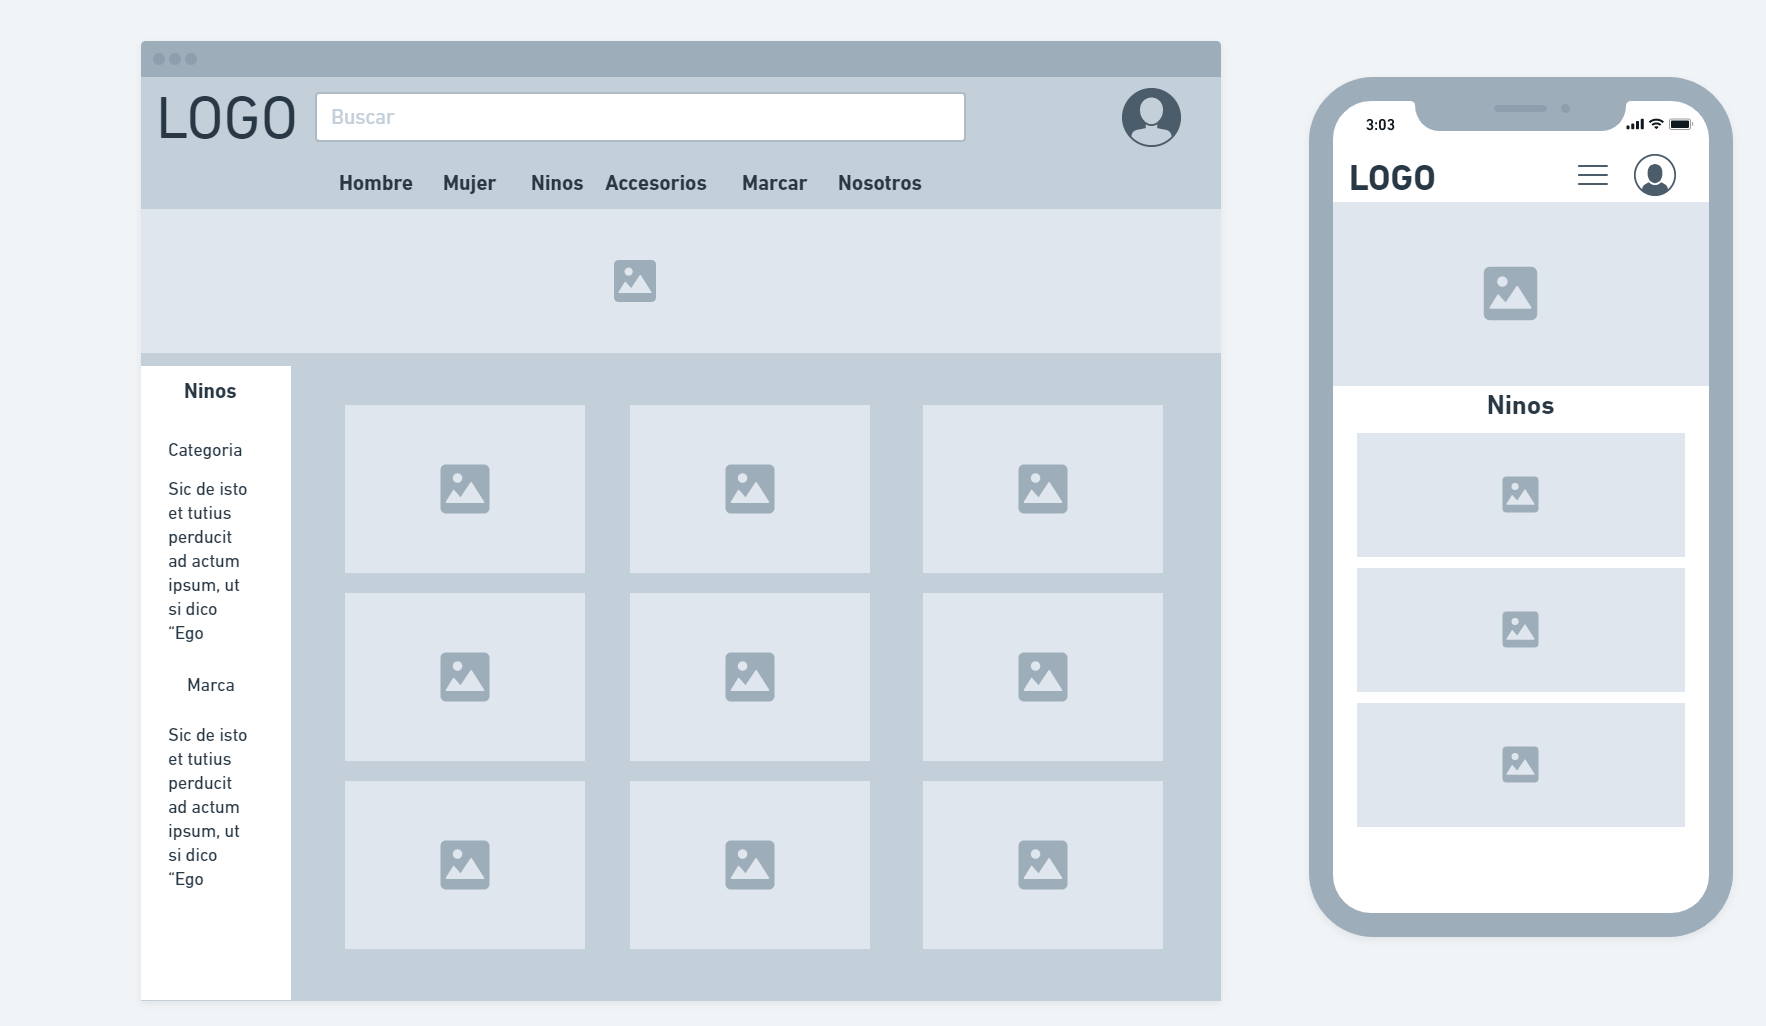 LOGO
Buscar
Hombre Mujer Ninos Accesorios Marcar Nosotros
Ninos
Categoria
Sic de isto
et tutius
perducit
ad actum
ipsum, ut
si dico
“Ego
Marca
Sic de isto
et tutius
perducit
ad actum
ipsum, ut
si dico
“Ego
3:03
LOGO
Ninos